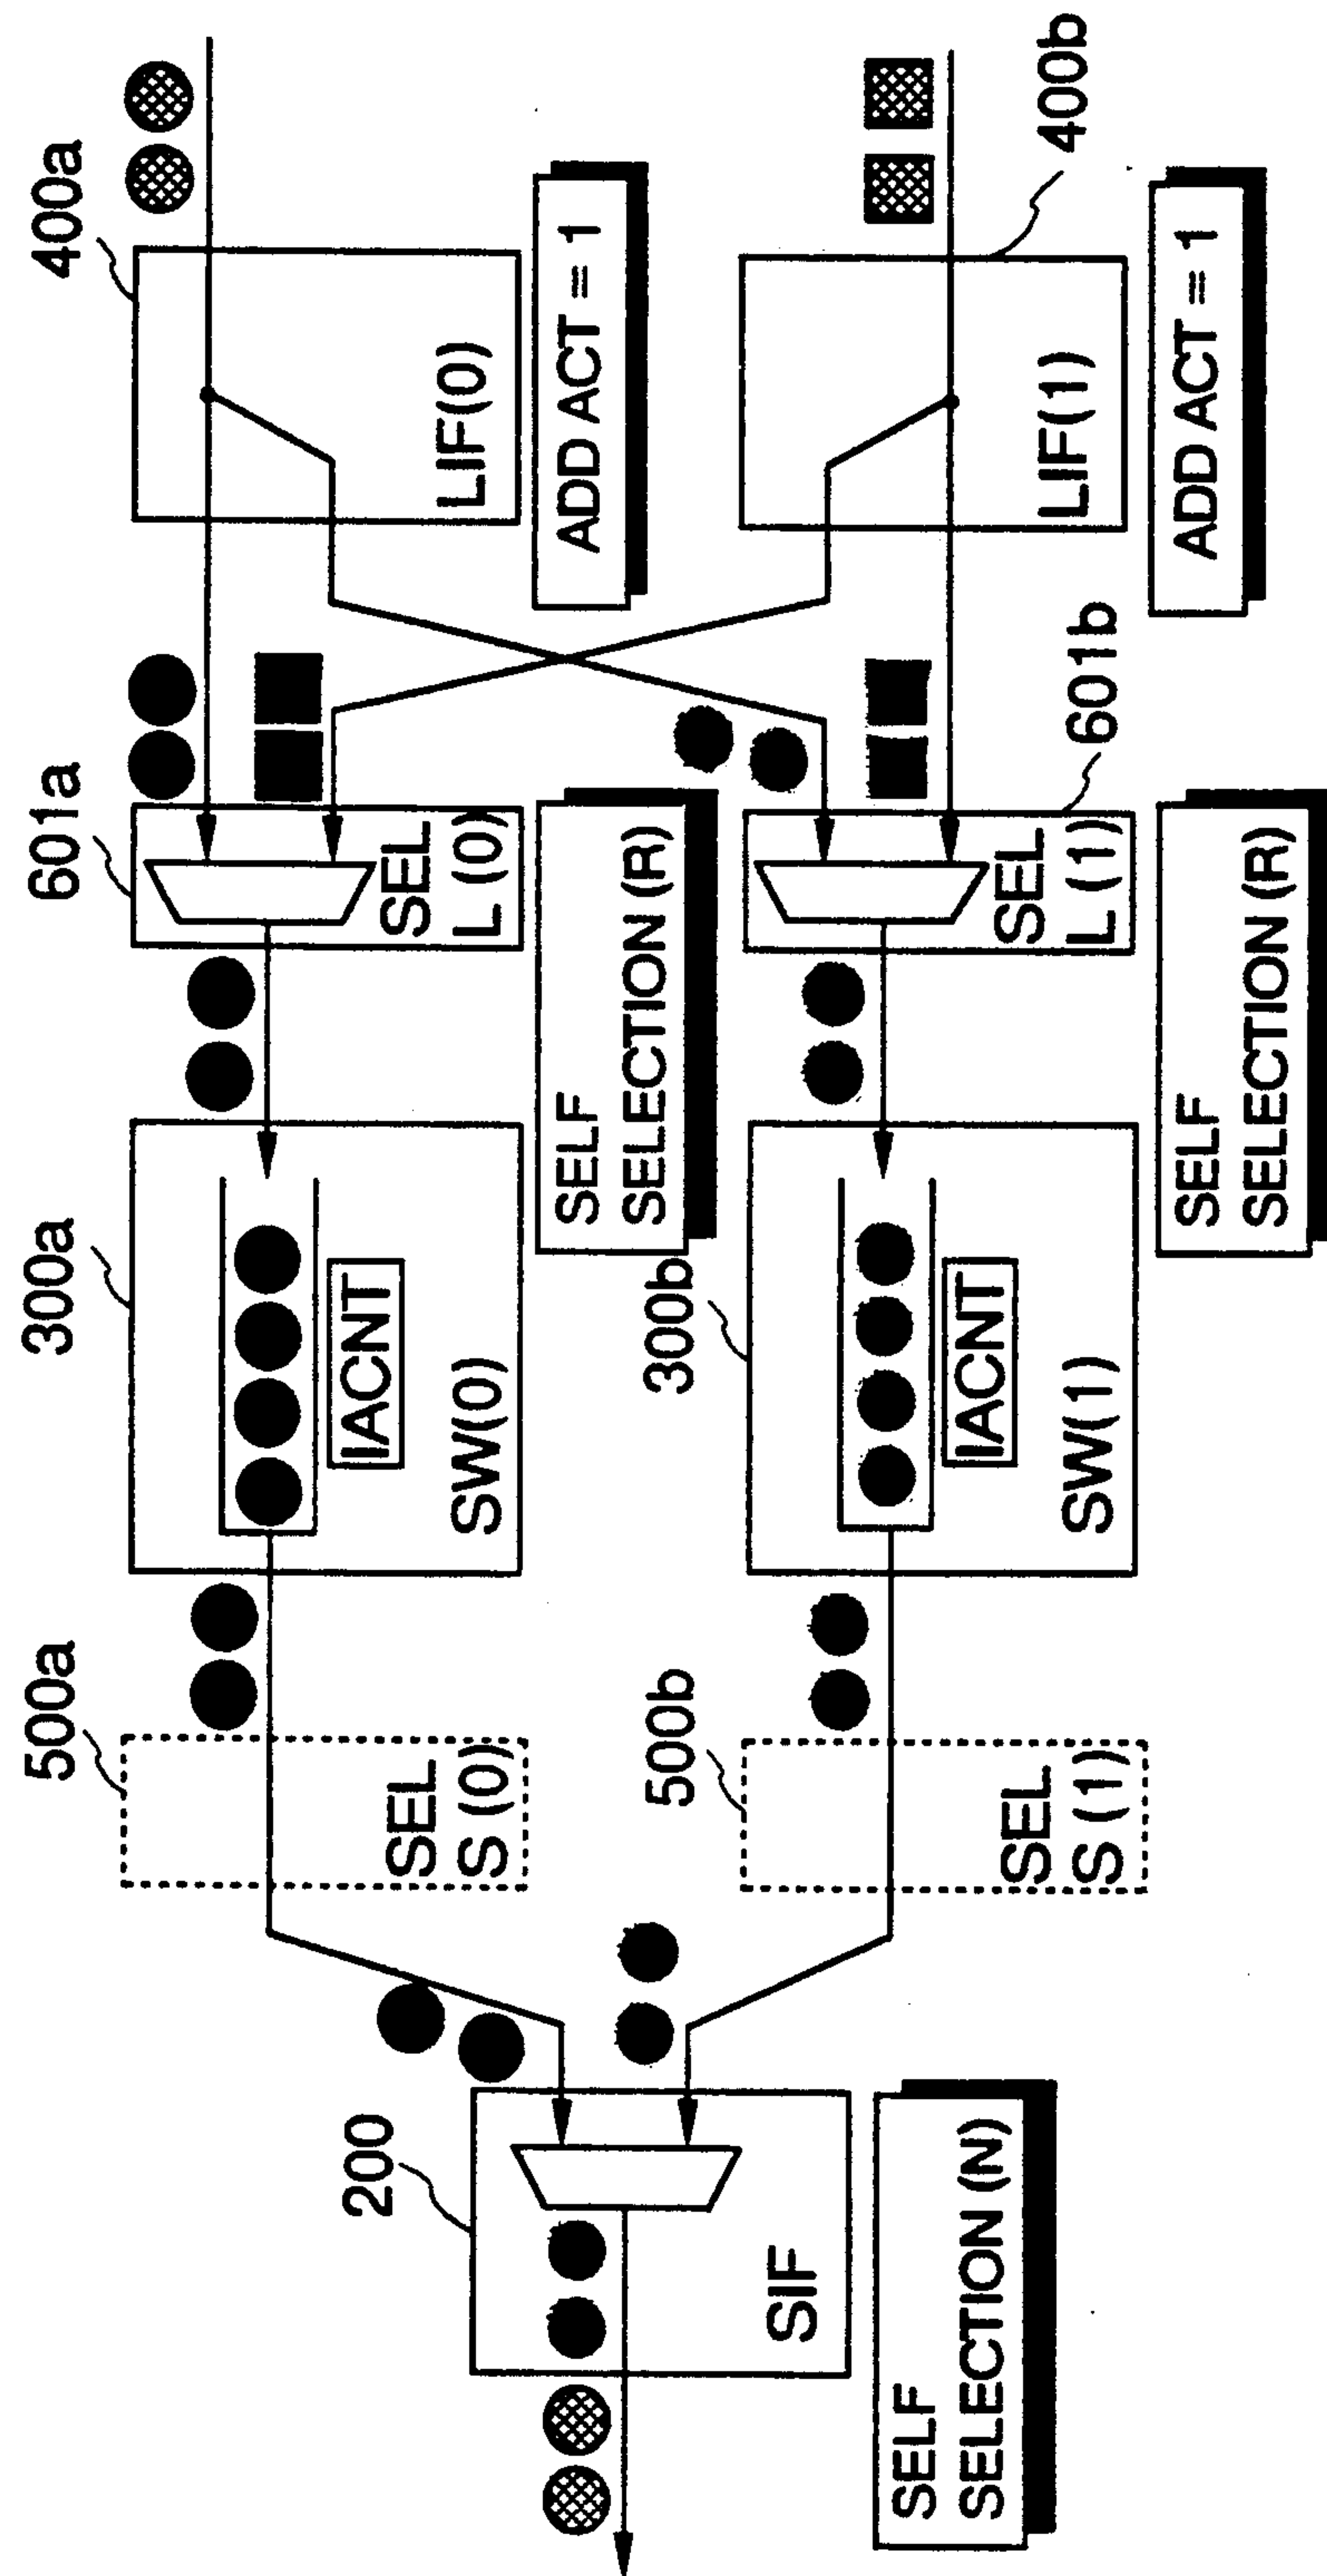 400a
LIF(0)
ADD ACT = 1
400b
LIF(1)
ADD ACT = 1
601a
SEL
L (0)
SELF
SELECTION (R)
601b
SEL
L (1)
SELF
SELECTION (R)
300a
IACNT
SW(0)
300b
IACNT
SW(1)
500a
SEL
S (0)
500b
SEL
S (1)
200
SIF
SELF
SELECTION (N)